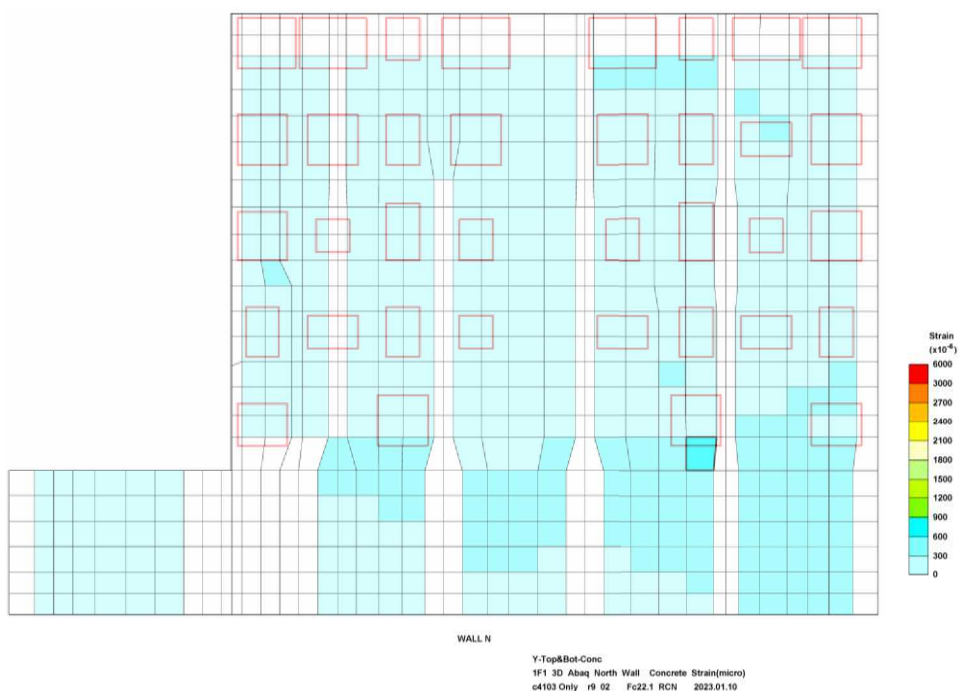 Strain
(x10⁻⁶)
6000
3000
2700
2400
2100
1800
1500
1200
900
600
300
0
WALL N
Y-Top&Bot-Conc
1F1 3D Abaq North Wall Concrete Strain(micro)
c4103 Only r9 02 Fc22.1 RCN 2023.01.10